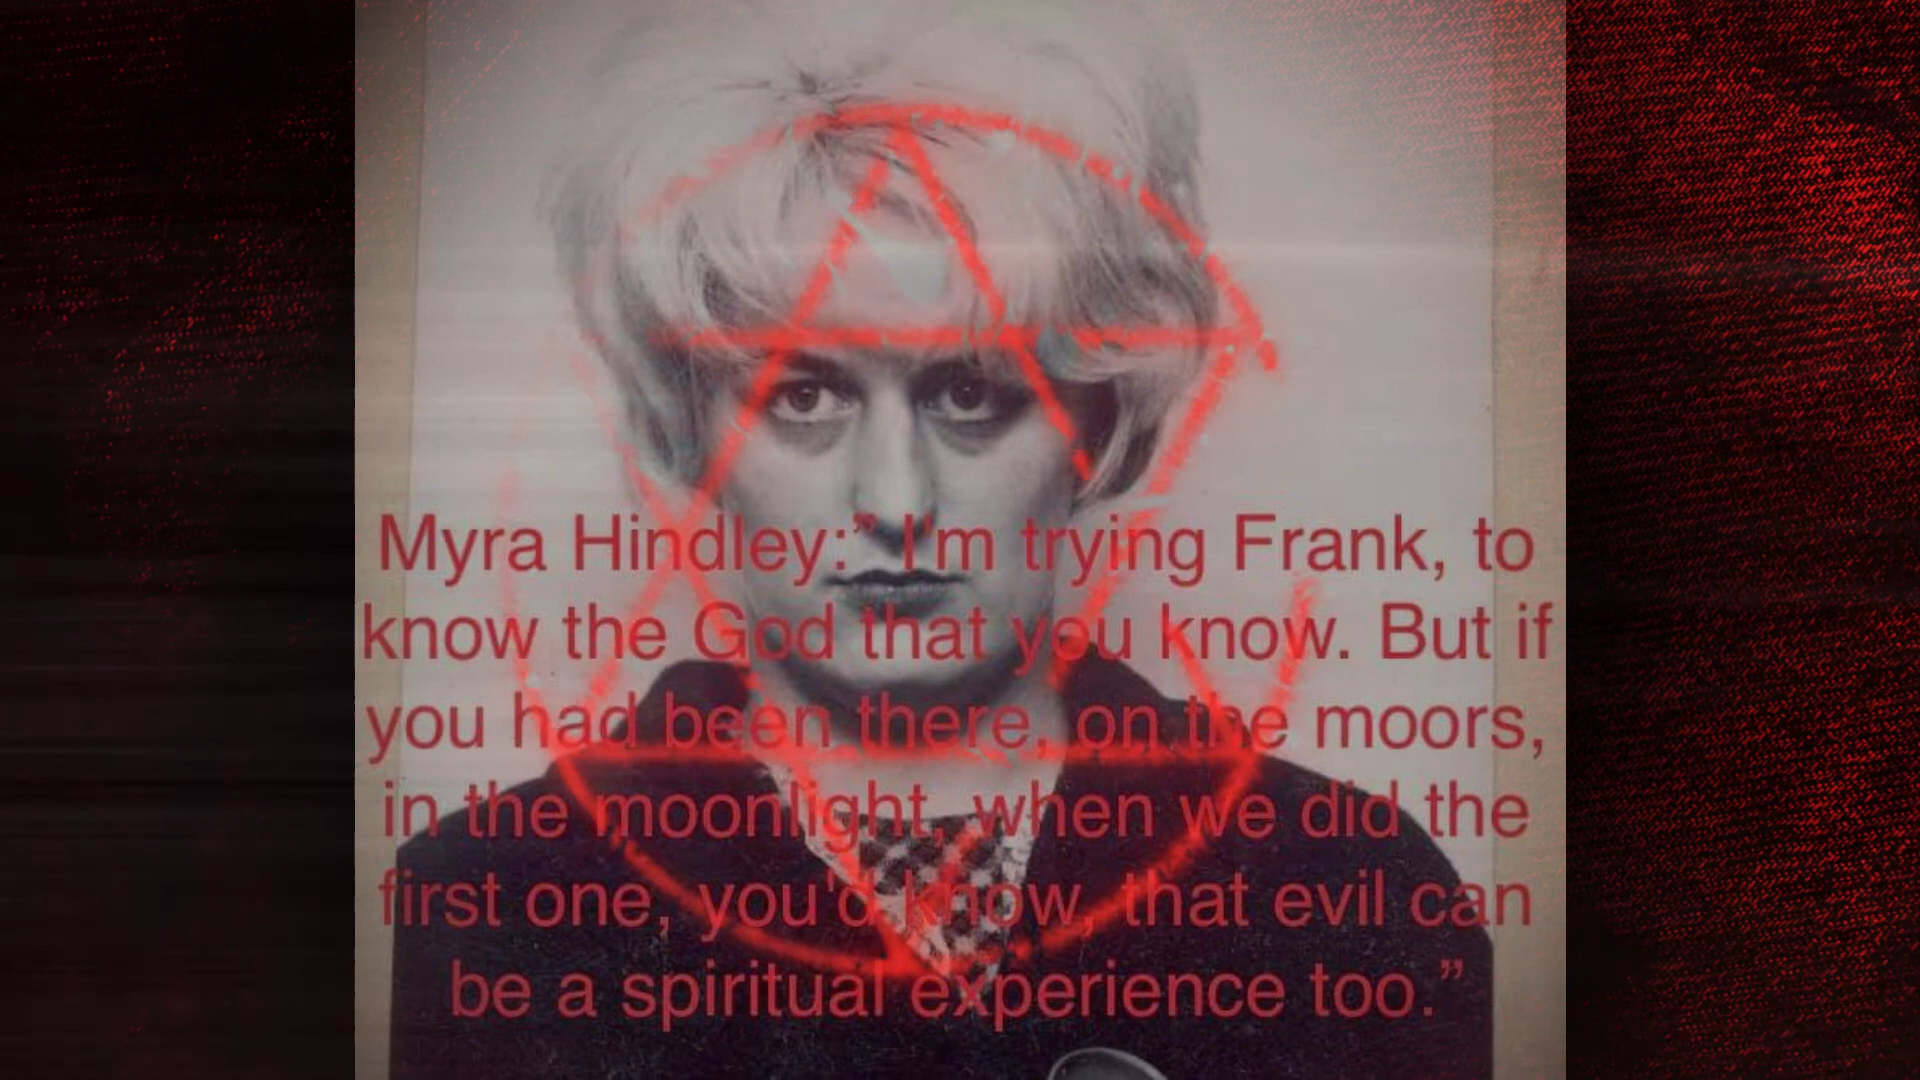 Myra Hindley:” I'm trying Frank, to
know the God that you know. But if
you had been there, on the moors,
in the moonlight, when we did the
first one, you'd know, that evil can
be a spiritual experience too.”